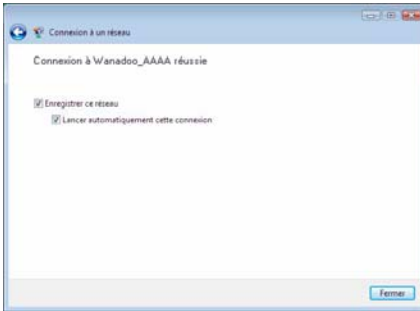 Connexion à un réseau
Connexion à Wanadoo_AAAA réussie
Enregistrer ce réseau
Lancer automatiquement cette connexion
Fermer